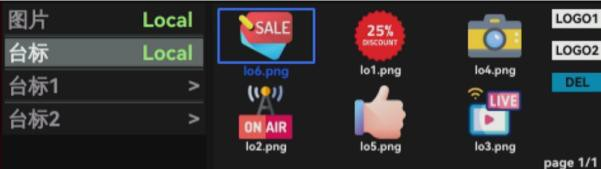 图片 Local
台标 Local
台标1 >
台标2 >
SALE
lo6.png
25%
DISCOUNT
lo1.png
lo4.png
ON AIR
lo2.png
lo5.png
LIVE
lo3.png
LOGO1
LOGO2
DEL
page 1/1